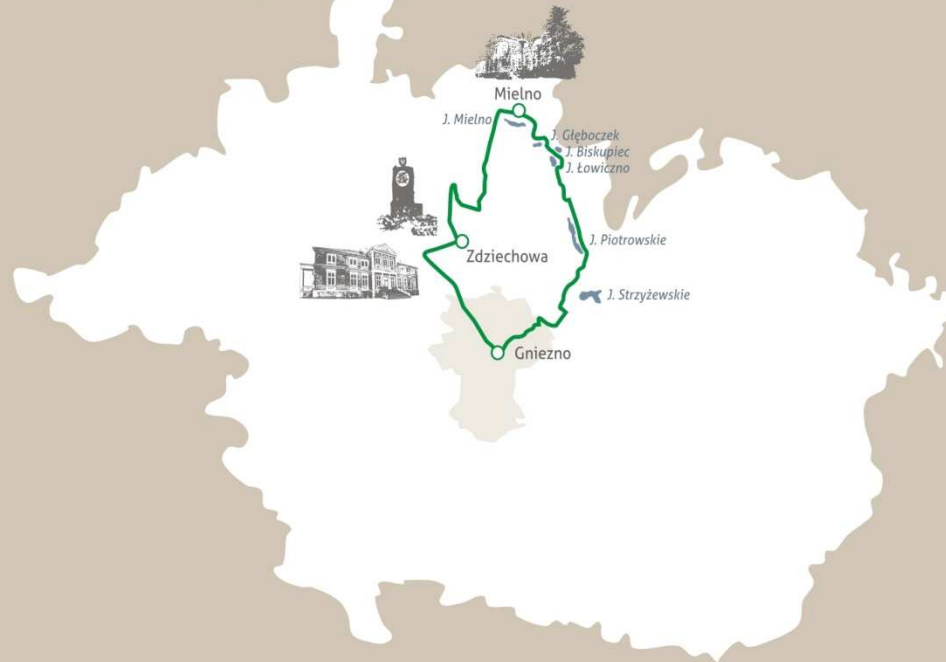 Mielno
J. Mielno
J. Głęboczek
J. Biskupiec
J. Łowiczno
J. Piotrowskie
Zdziechowa
J. Strzyżewskie
Gniezno